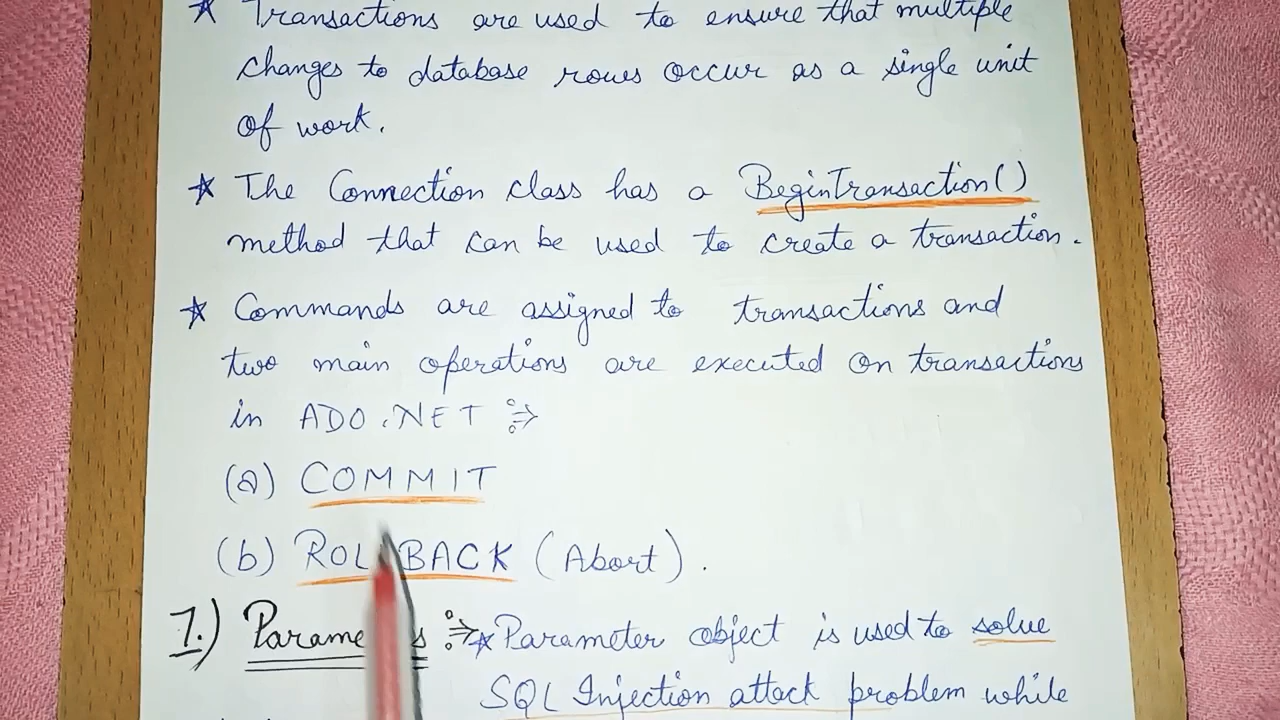 ★ Transactions are used to ensure that multiple
changes to database rows occur as a single unit
of work.
★ The Connection class has a BeginTransaction()
method that can be used to create a transaction.
★ Commands are assigned to transactions and
two main operations are executed on transactions
in ADO.NET :⇒
(a) COMMIT
(b) ROLLBACK (Abort).
7.) Parameters :⇒ ★ Parameter object is used to solve
SQL Injection attack problem while